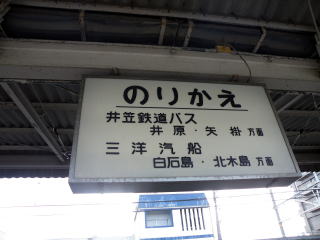 のりかえ
井笠鉄道バス
井原・矢掛方面
三洋汽船
白石島・北木島方面